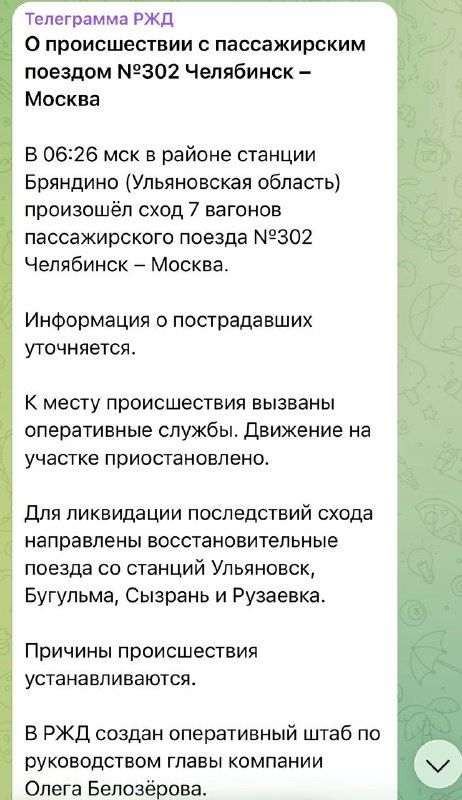 Телеграмма РЖД
О происшествии с пассажирским
поездом №302 Челябинск –
Москва
В 06:26 мск в районе станции
Бряндино (Ульяновская область)
произошёл сход 7 вагонов
пассажирского поезда №302
Челябинск – Москва.
Информация о пострадавших
уточняется.
К месту происшествия вызваны
оперативные службы. Движение на
участке приостановлено.
Для ликвидации последствий схода
направлены восстановительные
поезда со станций Ульяновск,
Бугульма, Сызрань и Рузаевка.
Причины происшествия
устанавливаются.
В РЖД создан оперативный штаб по
руководством главы компании
Олега Белозёрова.